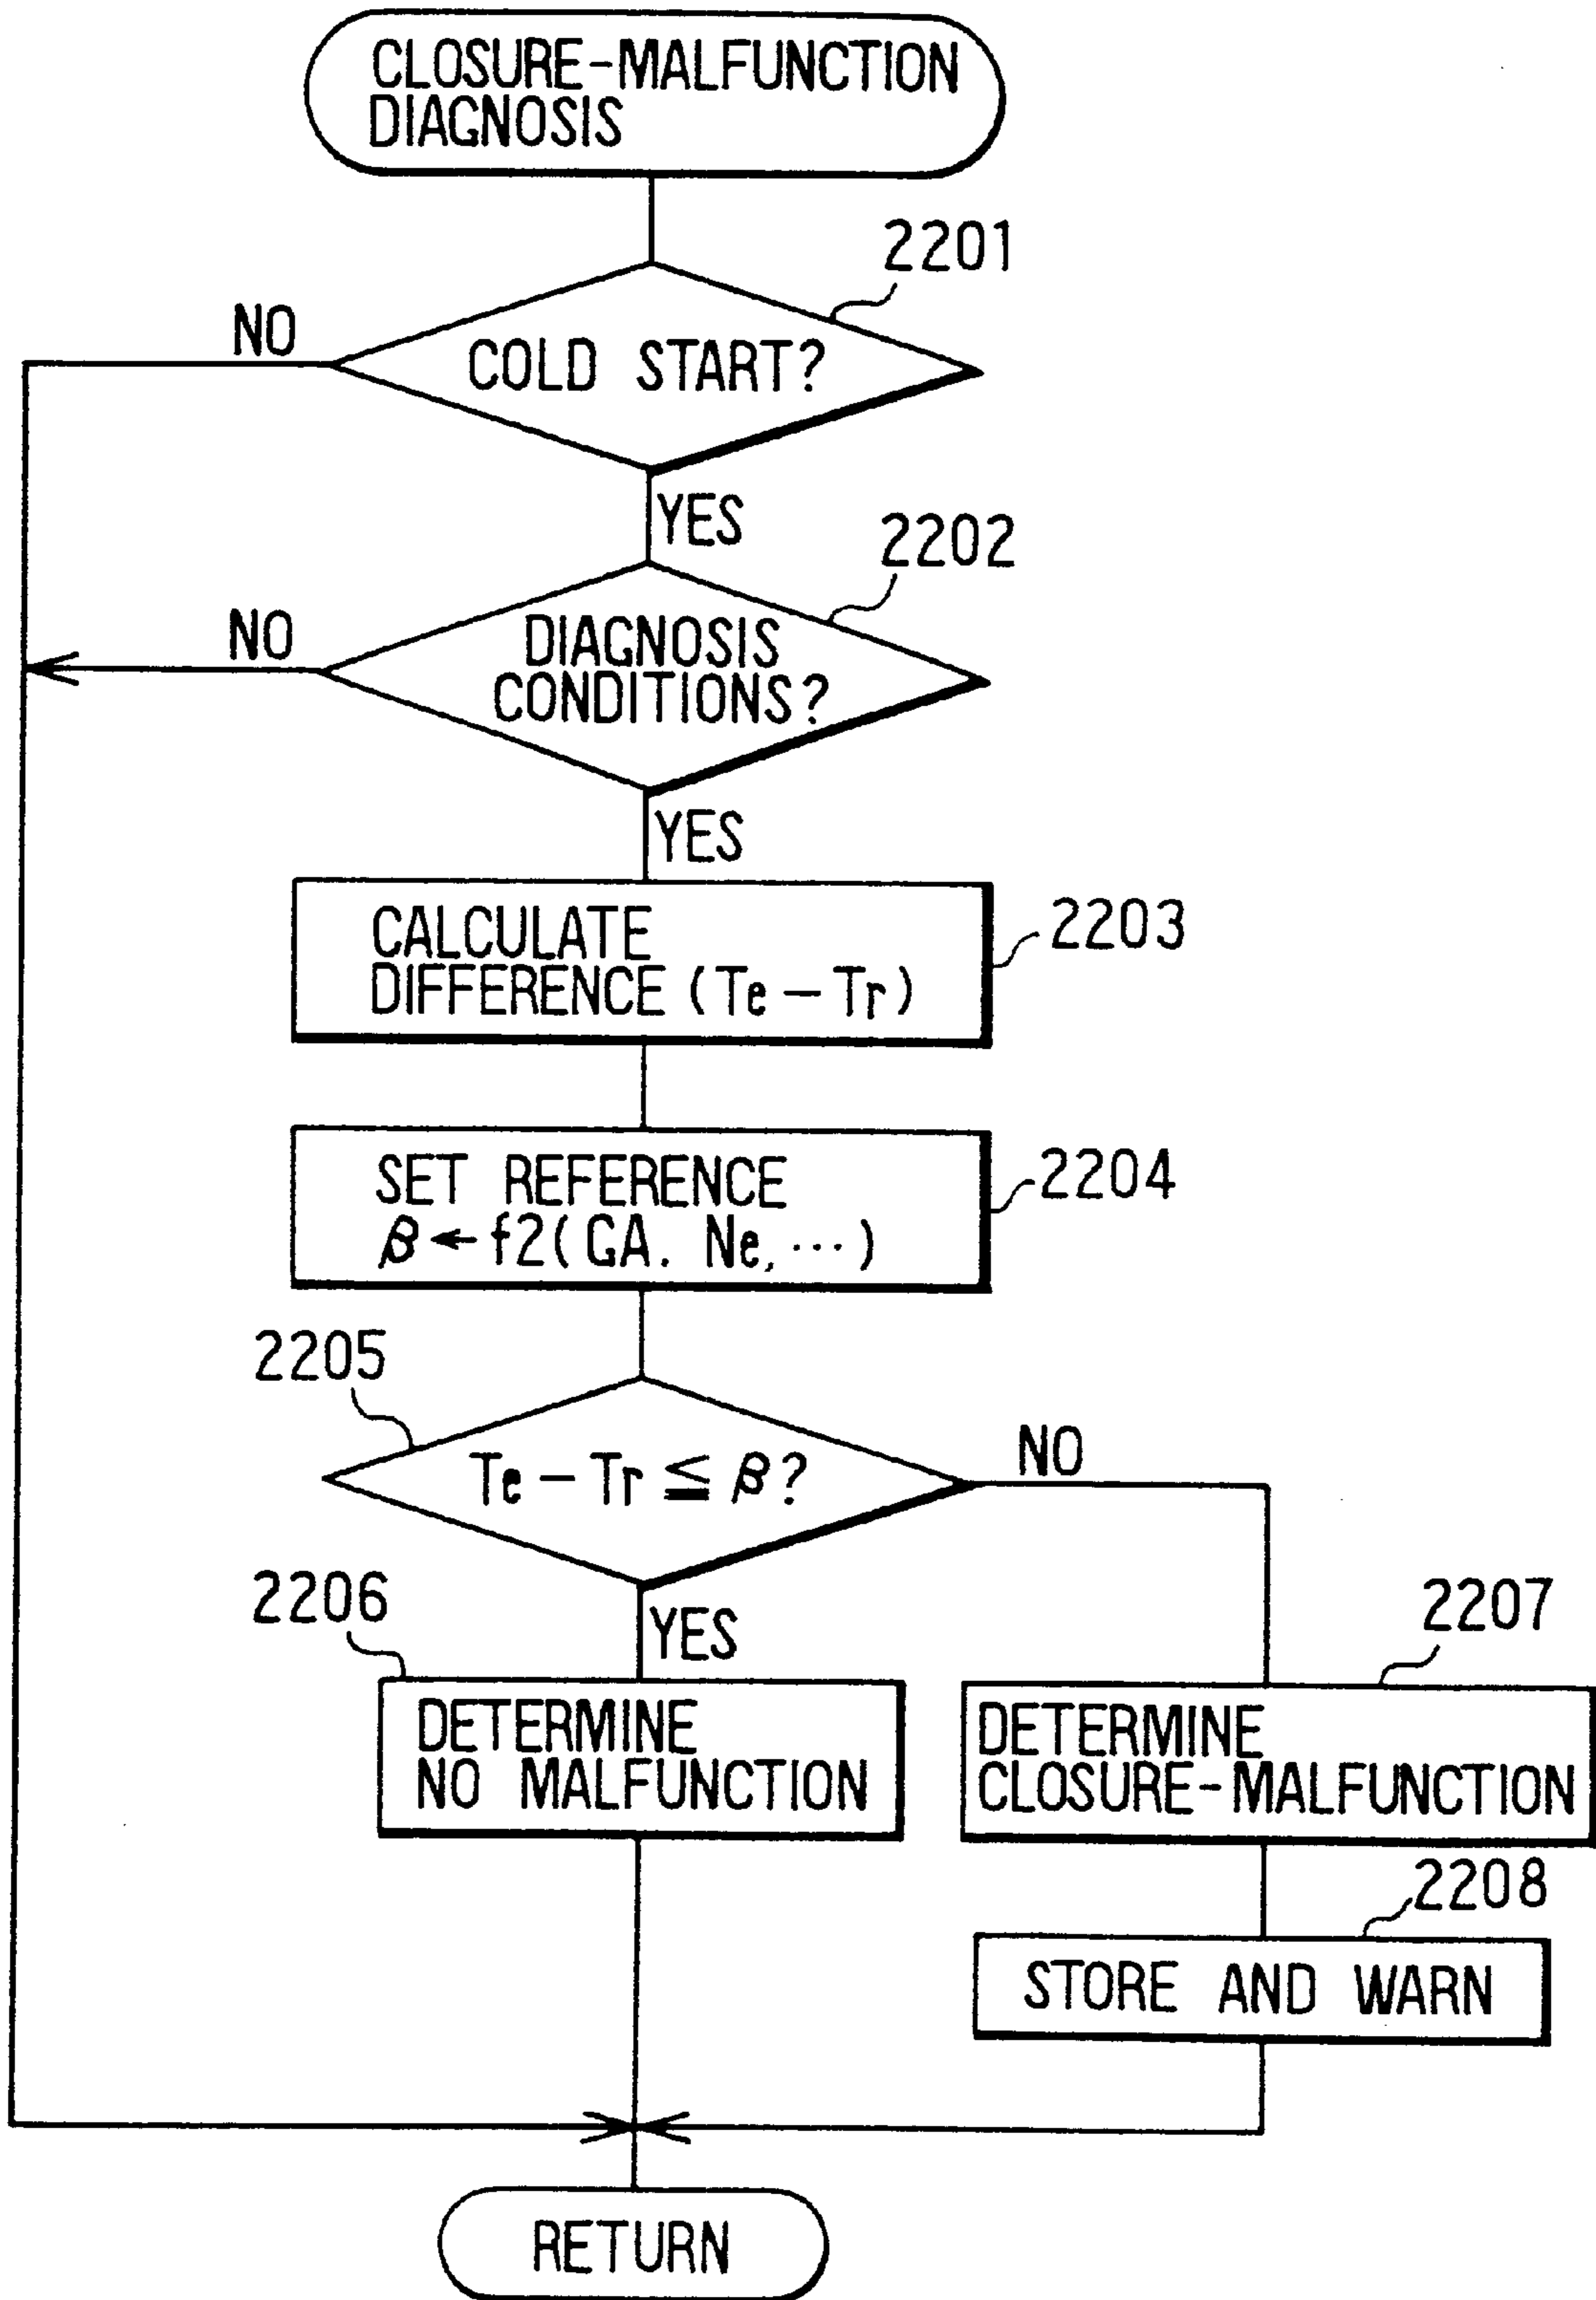 CLOSURE-MALFUNCTION
DIAGNOSIS
2201
NO
COLD START?
YES
2202
NO
DIAGNOSIS
CONDITIONS?
YES
CALCULATE
DIFFERENCE (Te - Tr)
2203
SET REFERENCE
β ← f2(GA. Ne, ···)
2204
2205
Te - Tr ≦ β?
NO
2206
YES
2207
DETERMINE
NO MALFUNCTION
DETERMINE
CLOSURE-MALFUNCTION
2208
STORE AND WARN
RETURN